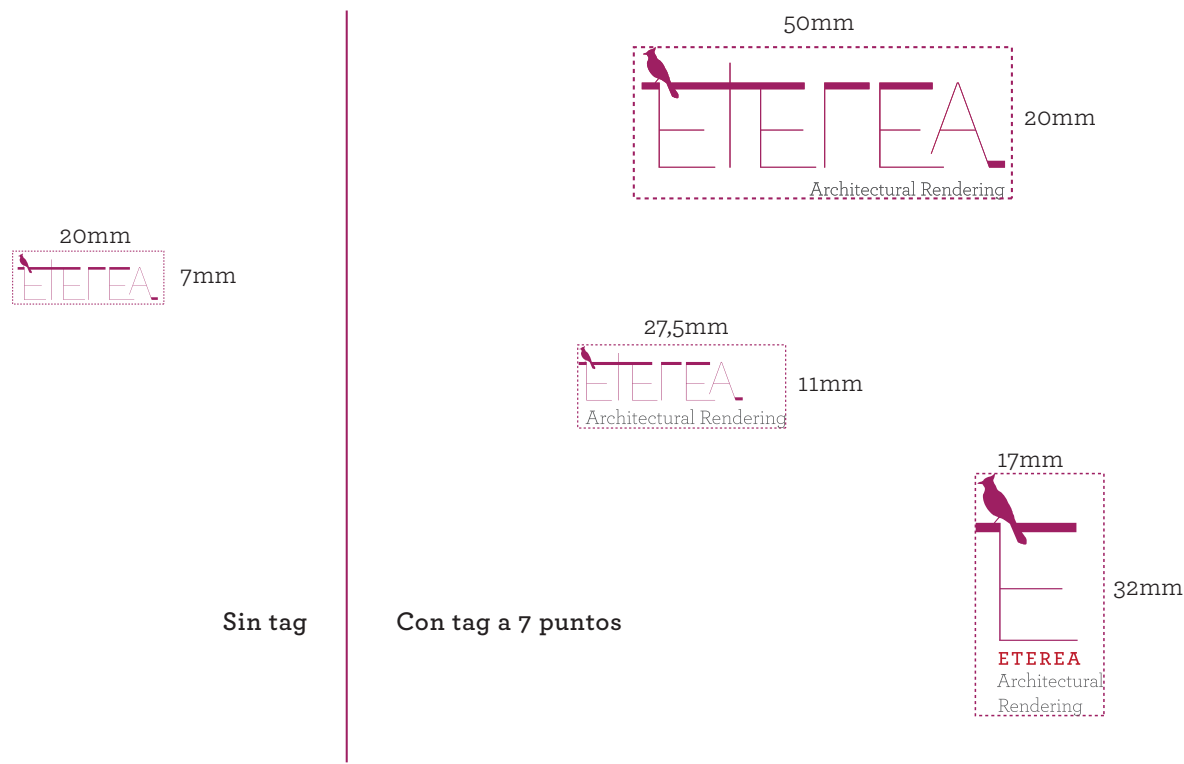 50mm
ETEREA
20mm
Architectural Rendering
20mm
ETEREA
7mm
27,5mm
ETEREA
11mm
Architectural Rendering
17mm
E
32mm
Sin tag
Con tag a 7 puntos
ETEREA
Architectural
Rendering